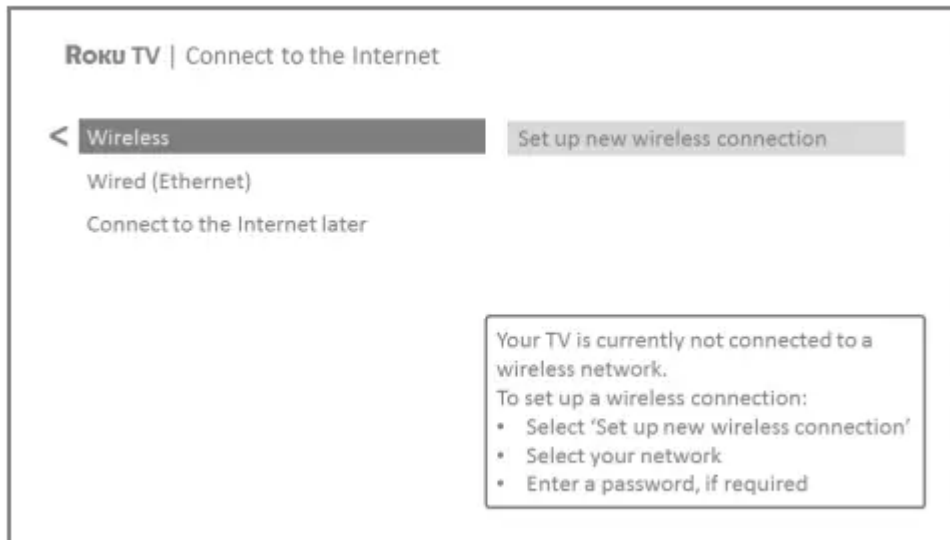 Roku TV | Connect to the Internet
< Wireless
Set up new wireless connection
Wired (Ethernet)
Connect to the Internet later
Your TV is currently not connected to a
wireless network.
To set up a wireless connection:
• Select ‘Set up new wireless connection’
• Select your network
• Enter a password, if required